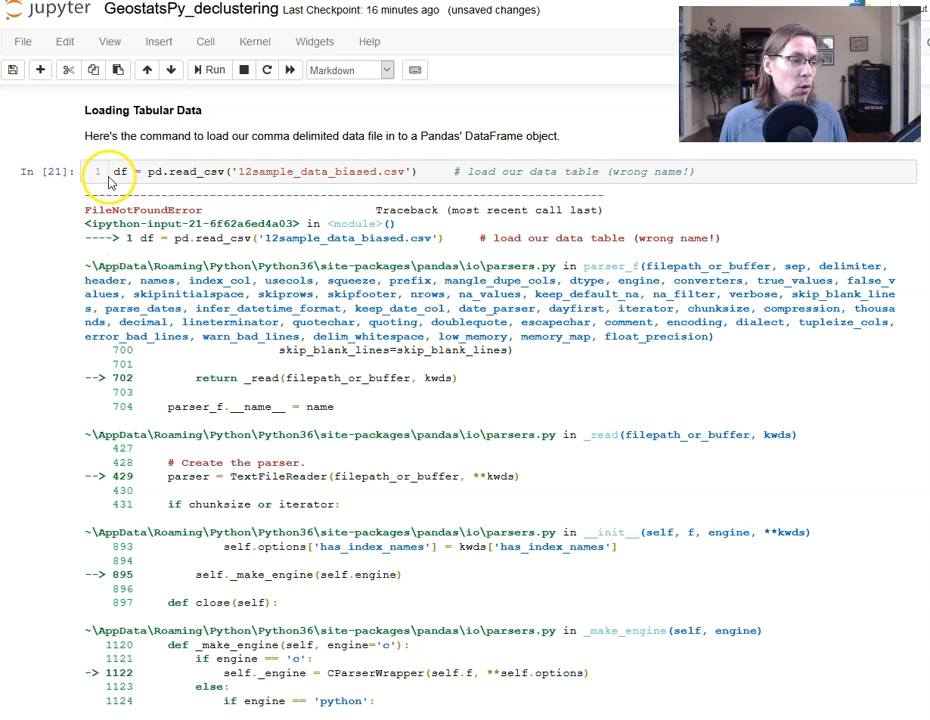 jupyter GeostatsPy_declustering Last Checkpoint: 16 minutes ago (unsaved changes)
File Edit View Insert Cell Kernel Widgets Help
Run Markdown
Loading Tabular Data
Here's the command to load our comma delimited data file in to a Pandas' DataFrame object.
In [21]: 1 df = pd.read_csv('12sample_data_biased.csv') # load our data table (wrong name!)
---------------------------------------------------------------------------
FileNotFoundError Traceback (most recent call last)
<ipython-input-21-6f62a6ed4a03> in <module>()
----> 1 df = pd.read_csv('12sample_data_biased.csv') # load our data table (wrong name!)
~\AppData\Roaming\Python\Python36\site-packages\pandas\io\parsers.py in parser_f(filepath_or_buffer, sep, delimiter,
header, names, index_col, usecols, squeeze, prefix, mangle_dupe_cols, dtype, engine, converters, true_values, false_v
alues, skipinitialspace, skiprows, skipfooter, nrows, na_values, keep_default_na, na_filter, verbose, skip_blank_line
s, parse_dates, infer_datetime_format, keep_date_col, date_parser, dayfirst, iterator, chunksize, compression, thousa
nds, decimal, lineterminator, quotechar, quoting, doublequote, escapechar, comment, encoding, dialect, tupleize_cols,
error_bad_lines, warn_bad_lines, delim_whitespace, low_memory, memory_map, float_precision)
700 skip_blank_lines=skip_blank_lines)
701
--> 702 return _read(filepath_or_buffer, kwds)
703
704 parser_f.__name__ = name
~\AppData\Roaming\Python\Python36\site-packages\pandas\io\parsers.py in _read(filepath_or_buffer, kwds)
427
428 # Create the parser.
--> 429 parser = TextFileReader(filepath_or_buffer, **kwds)
430
431 if chunksize or iterator:
~\AppData\Roaming\Python\Python36\site-packages\pandas\io\parsers.py in __init__(self, f, engine, **kwds)
893 self.options['has_index_names'] = kwds['has_index_names']
894
--> 895 self._make_engine(self.engine)
896
897 def close(self):
~\AppData\Roaming\Python\Python36\site-packages\pandas\io\parsers.py in _make_engine(self, engine)
1120 def _make_engine(self, engine='c'):
1121 if engine == 'c':
-> 1122 self._engine = CParserWrapper(self.f, **self.options)
1123 else:
1124 if engine == 'python':